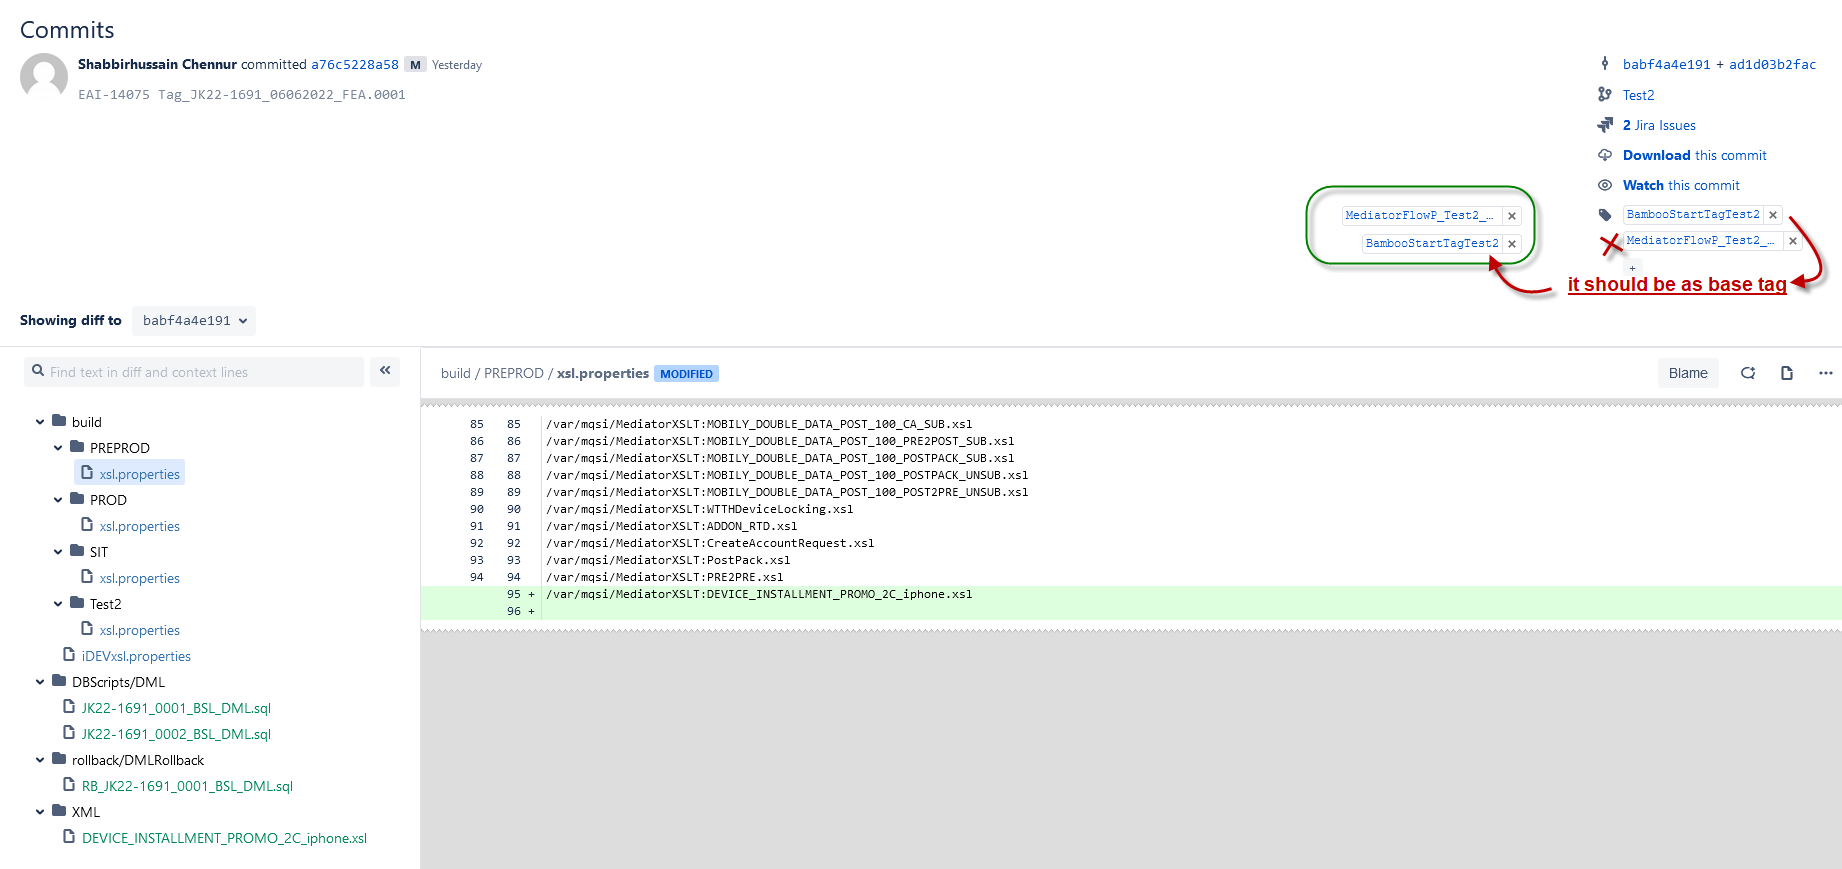 Commits
Shabbirhussain Chennur committed a76c5228a58 M Yesterday
EAI-14075 Tag_JK22-1691_06062022_FEA.0001
babf4a4e191 + ad1d03b2fac
Test2
2 Jira Issues
Download this commit
Watch this commit
BambooStartTagTest2 ×
MediatorFlowP_Test2_… ×
+
MediatorFlowP_Test2_… ×
BambooStartTagTest2 ×
it should be as base tag
Showing diff to babf4a4e191
Find text in diff and context lines
build
PREPROD
xsl.properties
PROD
xsl.properties
SIT
xsl.properties
Test2
xsl.properties
iDEVxsl.properties
DBScripts/DML
JK22-1691_0001_BSL_DML.sql
JK22-1691_0002_BSL_DML.sql
rollback/DMLRollback
RB_JK22-1691_0001_BSL_DML.sql
XML
DEVICE_INSTALLMENT_PROMO_2C_iphone.xsl
build / PREPROD / xsl.properties MODIFIED
Blame
85 85 /var/mqsi/MediatorXSLT:MOBILY_DOUBLE_DATA_POST_100_CA_SUB.xsl
86 86 /var/mqsi/MediatorXSLT:MOBILY_DOUBLE_DATA_POST_100_PRE2POST_SUB.xsl
87 87 /var/mqsi/MediatorXSLT:MOBILY_DOUBLE_DATA_POST_100_POSTPACK_SUB.xsl
88 88 /var/mqsi/MediatorXSLT:MOBILY_DOUBLE_DATA_POST_100_POSTPACK_UNSUB.xsl
89 89 /var/mqsi/MediatorXSLT:MOBILY_DOUBLE_DATA_POST_100_POST2PRE_UNSUB.xsl
90 90 /var/mqsi/MediatorXSLT:WTTHDeviceLocking.xsl
91 91 /var/mqsi/MediatorXSLT:ADDON_RTD.xsl
92 92 /var/mqsi/MediatorXSLT:CreateAccountRequest.xsl
93 93 /var/mqsi/MediatorXSLT:PostPack.xsl
94 94 /var/mqsi/MediatorXSLT:PRE2PRE.xsl
95 + /var/mqsi/MediatorXSLT:DEVICE_INSTALLMENT_PROMO_2C_iphone.xsl
96 +